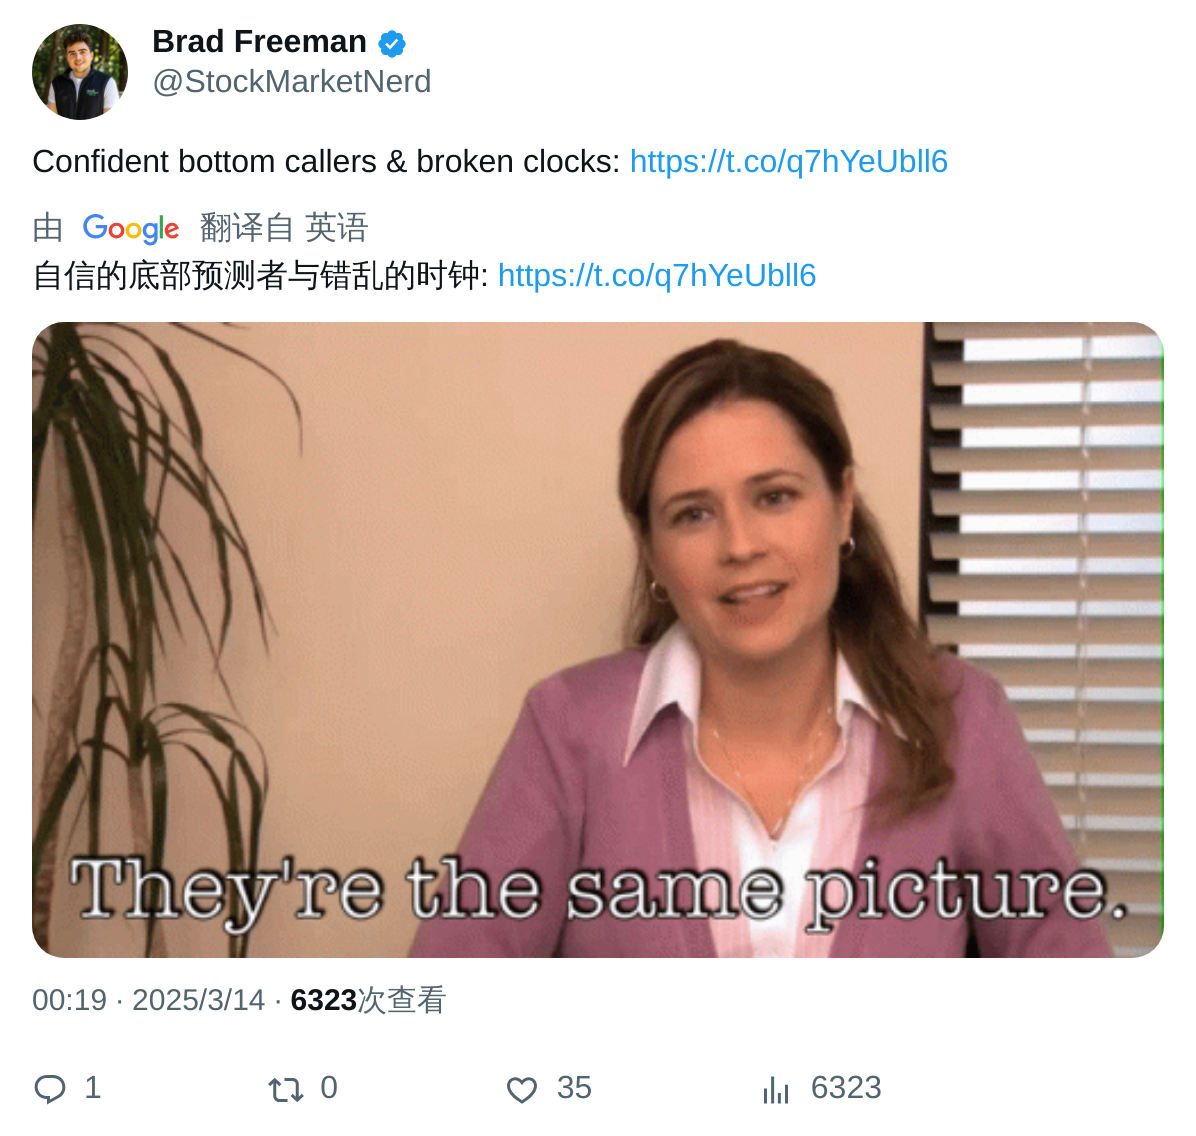 Brad Freeman
@StockMarketNerd
Confident bottom callers & broken clocks: https://t.co/q7hYeUbll6
由 Google 翻译自 英语
自信的底部预测者与错乱的时钟: https://t.co/q7hYeUbll6
They're the same picture.
00:19 · 2025/3/14 · 6323次查看
1 0 35 6323